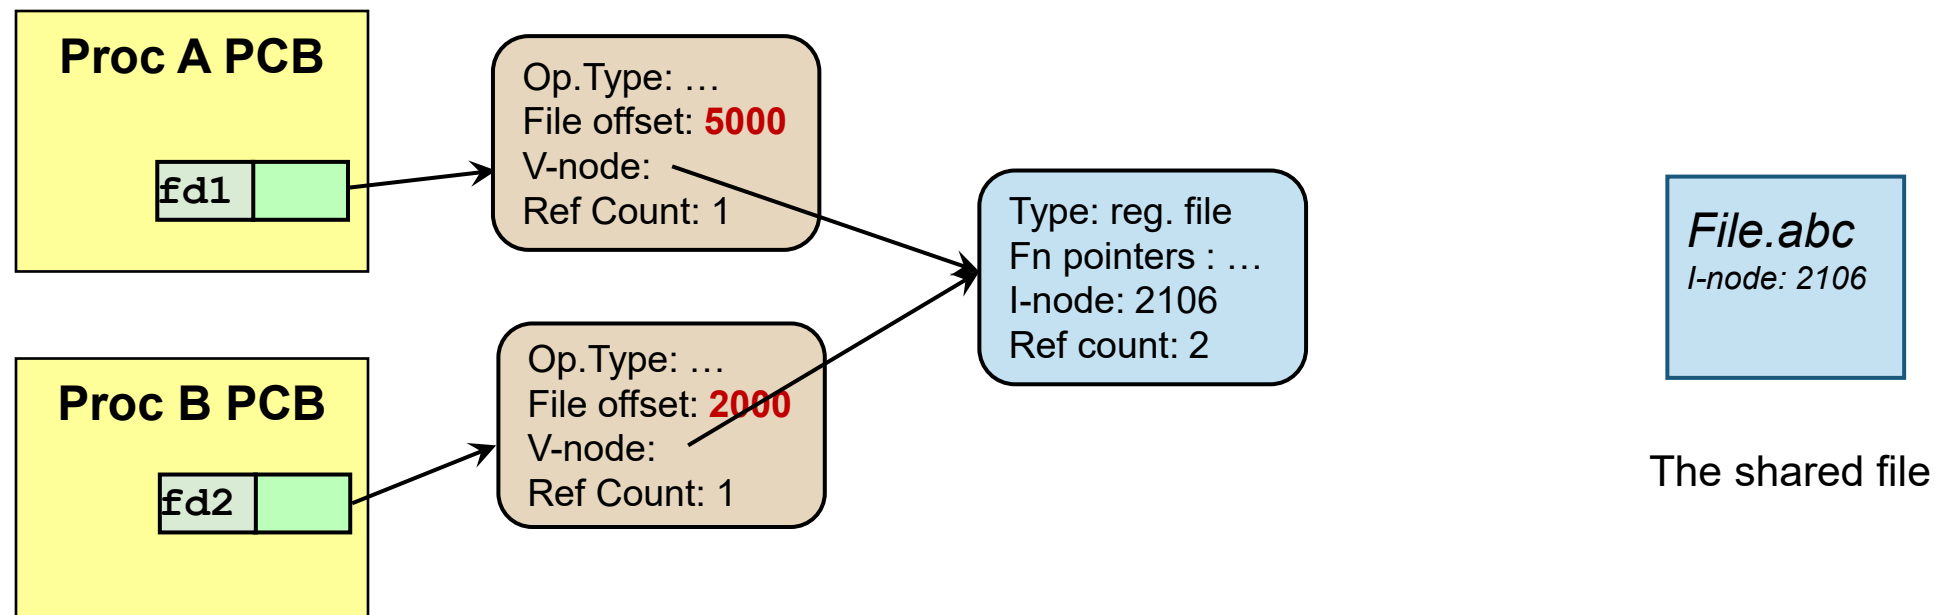 Proc A PCB
fd1
Op.Type: …
File offset: 5000
V-node:
Ref Count: 1
Proc B PCB
fd2
Op.Type: …
File offset: 2000
V-node:
Ref Count: 1
Type: reg. file
Fn pointers : …
I-node: 2106
Ref count: 2
File.abc
I-node: 2106
The shared file